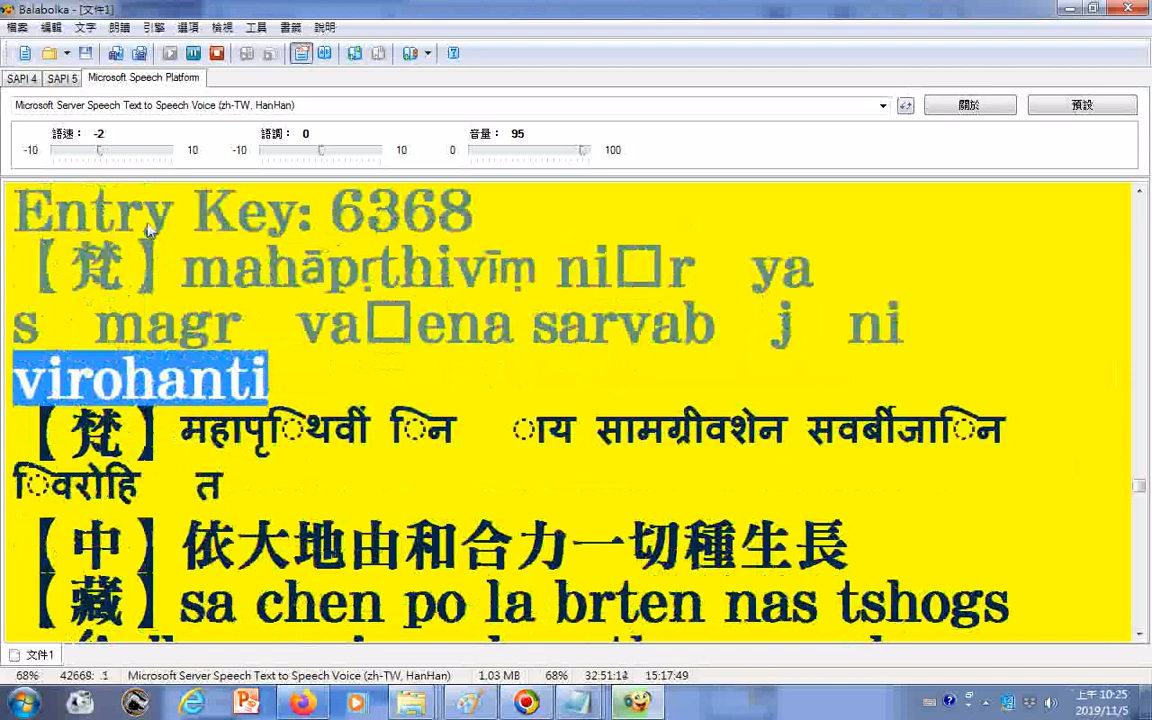 Balabolka - [文件1]
檔案 編輯 文字 朗讀 引擎 選項 檢視 工具 書籤 說明
SAPI 4 SAPI 5 Microsoft Speech Platform
Microsoft Server Speech Text to Speech Voice (zh-TW, HanHan) 關於 預設
語速： -2 語調： 0 音量： 95
-10 10 -10 10 0 100
Entry Key: 6368
【梵】mahāpṛthivīṃ ni□r ya
s magr va□ena sarvab j ni
virohanti
【梵】महापृिथवीं िन ाय सामग्रीवशेन सवर्बीजािन
िवरोहि त
【中】依大地由和合力一切種生長
【藏】sa chen po la brten nas tshogs
文件1
68% 42669: 1 Microsoft Server Speech Text to Speech Voice (zh-TW, HanHan) 1.03 MB 68% 32:51:12 15:17:49
上午 10:25
2019/11/5